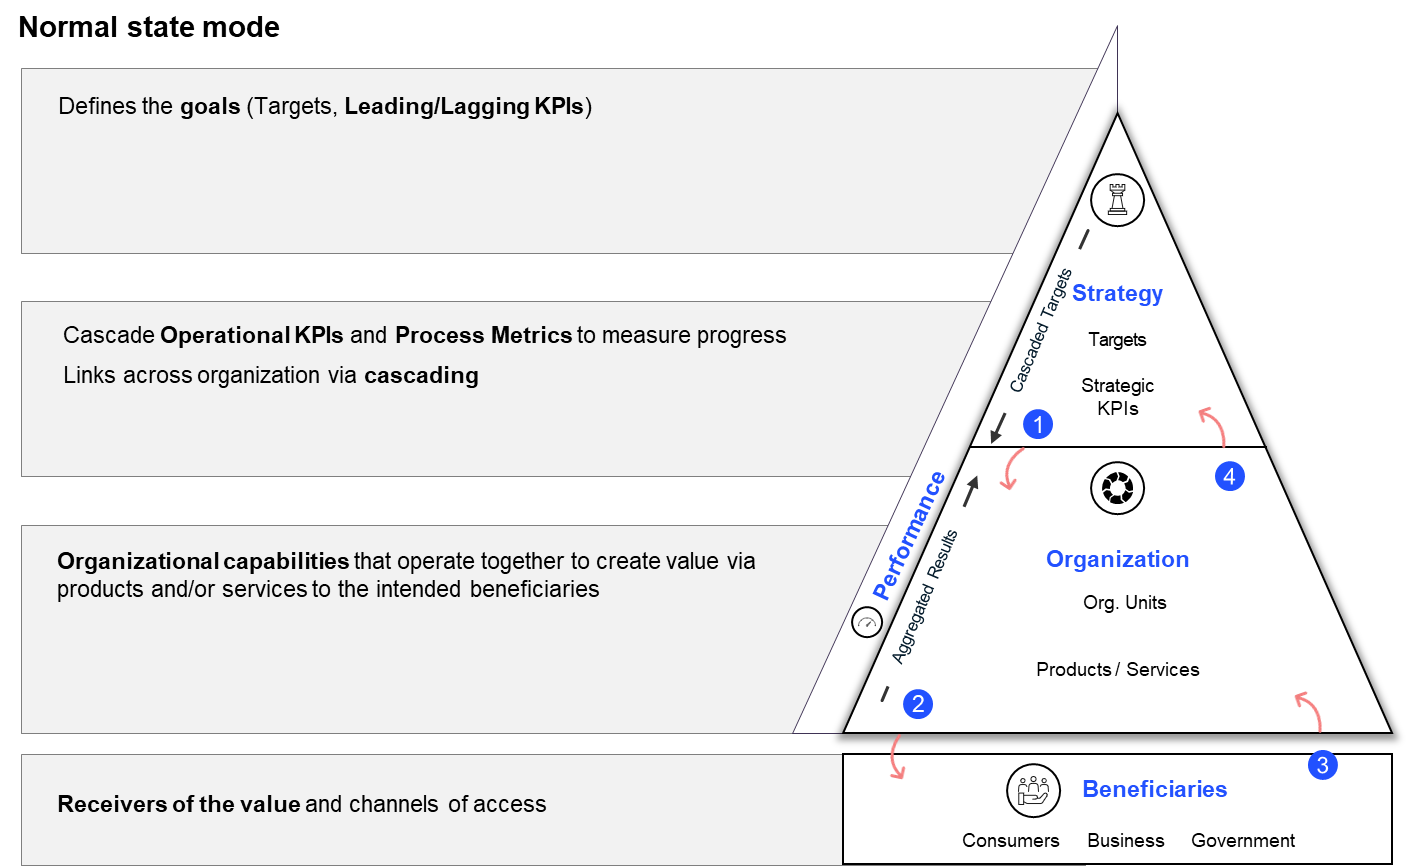 Normal state mode
Defines the goals (Targets, Leading/Lagging KPIs)
Cascade Operational KPIs and Process Metrics to measure progress
Links across organization via cascading
Organizational capabilities that operate together to create value via
products and/or services to the intended beneficiaries
Receivers of the value and channels of access
Performance
Cascaded Targets
Aggregated Results
Strategy
Targets
Strategic
KPIs
1
4
Organization
Org. Units
Products / Services
2
3
Beneficiaries
Consumers Business Government